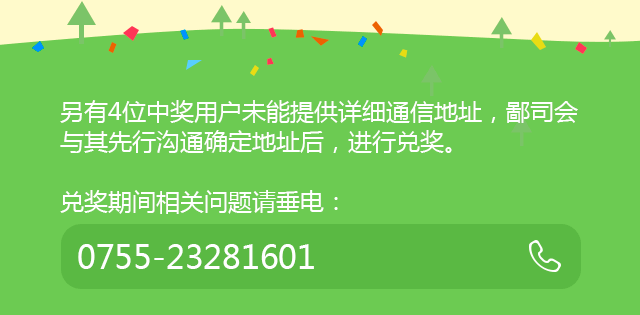 另有4位中奖用户未能提供详细通信地址，鄙司会
与其先行沟通确定地址后，进行兑奖。
兑奖期间相关问题请垂电：
0755-23281601